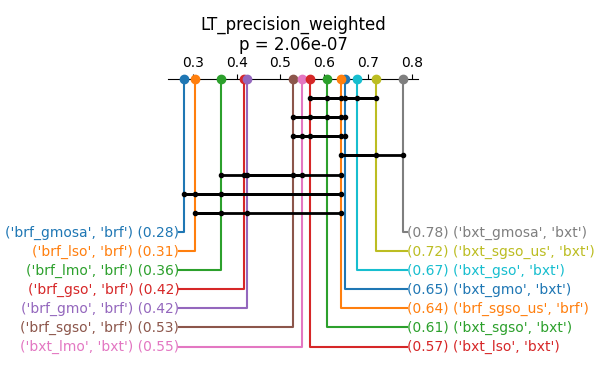 LT_precision_weighted
p = 2.06e-07
0.3 0.4 0.5 0.6 0.7 0.8
('brf_gmosa', 'brf') (0.28) (0.78) ('bxt_gmosa', 'bxt')
('brf_lso', 'brf') (0.31) (0.72) ('bxt_sgso_us', 'bxt')
('brf_lmo', 'brf') (0.36) (0.67) ('bxt_gso', 'bxt')
('brf_gso', 'brf') (0.42) (0.65) ('bxt_gmo', 'bxt')
('brf_gmo', 'brf') (0.42) (0.64) ('brf_sgso_us', 'brf')
('brf_sgso', 'brf') (0.53) (0.61) ('bxt_sgso', 'bxt')
('bxt_lmo', 'bxt') (0.55) (0.57) ('bxt_lso', 'bxt')